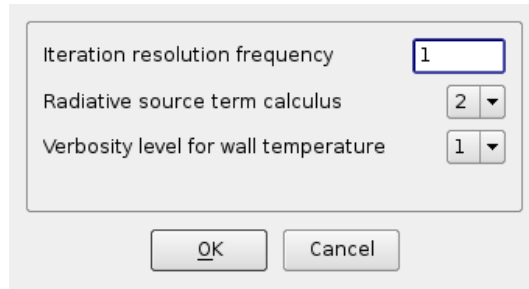 Iteration resolution frequency 1
Radiative source term calculus 2
Verbosity level for wall temperature 1
OK Cancel